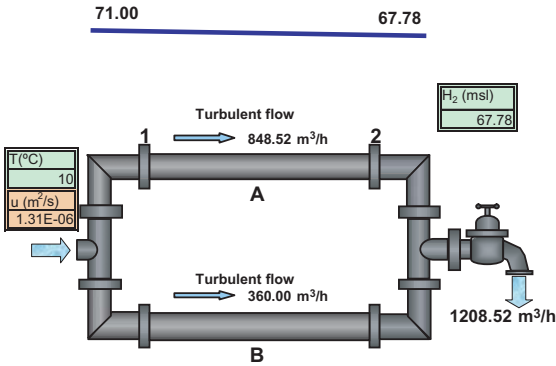 71.00 67.78
H₂ (msl)
67.78
Turbulent flow
848.52 m³/h
1 2
A
T(ºC)
10
u (m²/s)
1.31E-06
Turbulent flow
360.00 m³/h
1208.52 m³/h
B